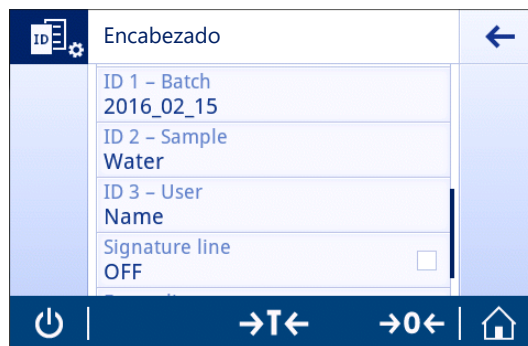 ID
Encabezado
ID 1 – Batch
2016_02_15
ID 2 – Sample
Water
ID 3 – User
Name
Signature line
OFF
→T←
→0←